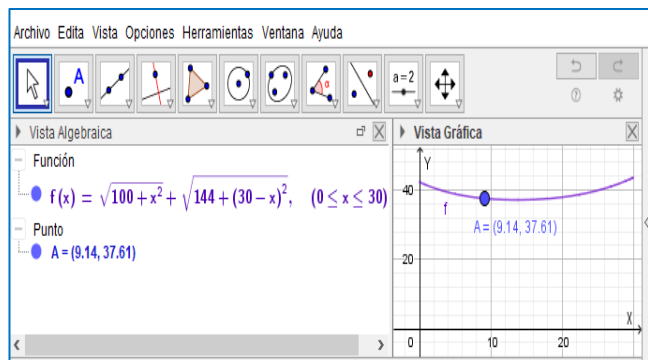 Archivo Edita Vista Opciones Herramientas Ventana Ayuda
A
α
a = 2
Vista Algebraica
Función
f(x) = √(100 + x²) + √(144 + (30 − x)²), (0 ≤ x ≤ 30)
Punto
A = (9.14, 37.61)
Vista Gráfica
Y
40
f
A = (9.14, 37.61)
20
X
0 10 20